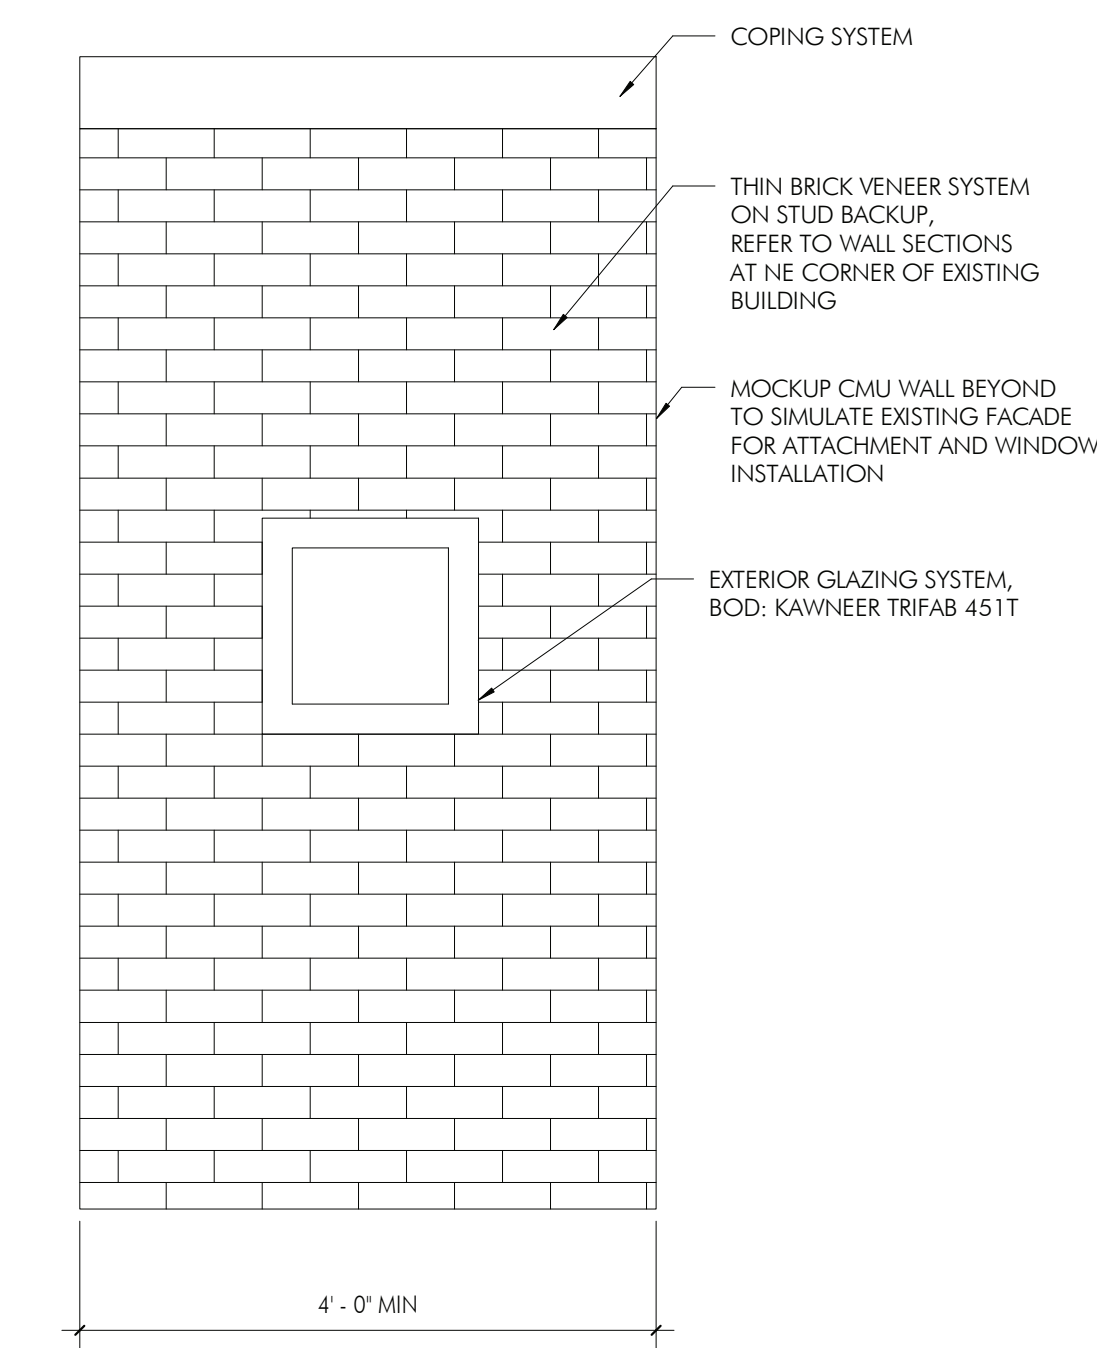 COPING SYSTEM
THIN BRICK VENEER SYSTEM
ON STUD BACKUP,
REFER TO WALL SECTIONS
AT NE CORNER OF EXISTING
BUILDING
MOCKUP CMU WALL BEYOND
TO SIMULATE EXISTING FACADE
FOR ATTACHMENT AND WINDOW
INSTALLATION
EXTERIOR GLAZING SYSTEM,
BOD: KAWNEER TRIFAB 451T
4' - 0" MIN